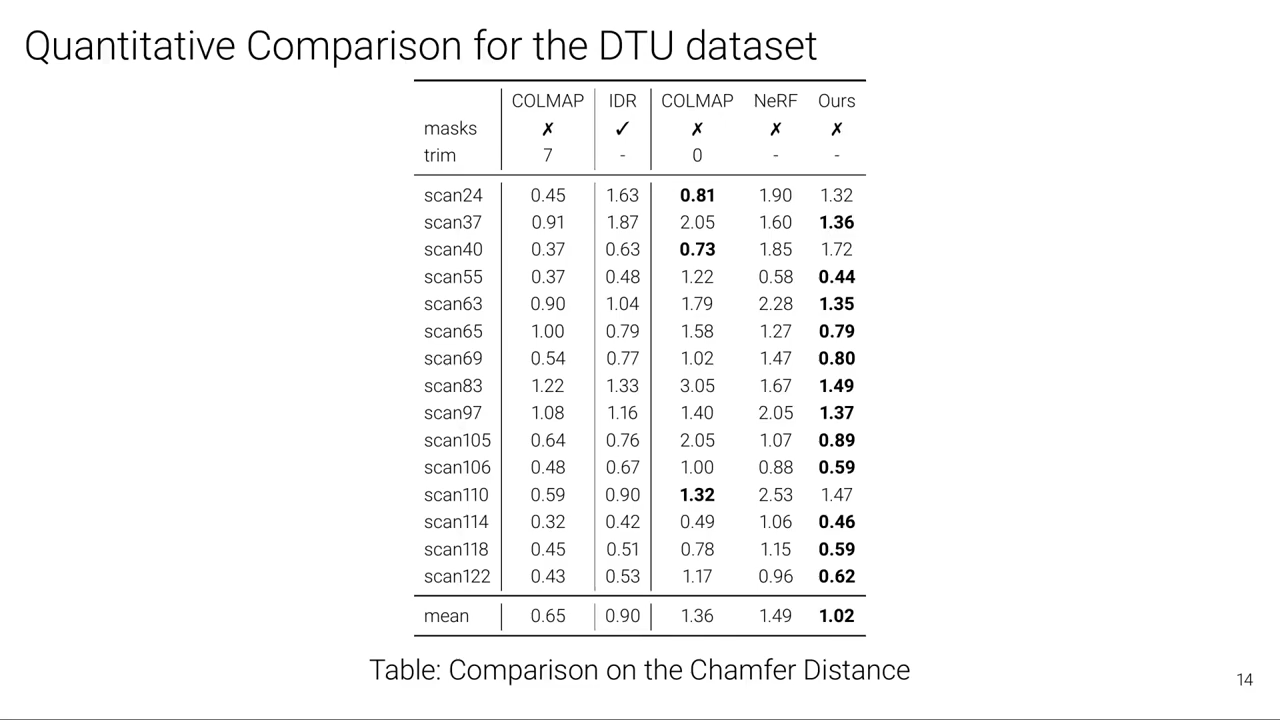 Quantitative Comparison for the DTU dataset
COLMAP IDR COLMAP NeRF Ours
masks ✗ ✓ ✗ ✗ ✗
trim 7 - 0 - -
scan24 0.45 1.63 0.81 1.90 1.32
scan37 0.91 1.87 2.05 1.60 1.36
scan40 0.37 0.63 0.73 1.85 1.72
scan55 0.37 0.48 1.22 0.58 0.44
scan63 0.90 1.04 1.79 2.28 1.35
scan65 1.00 0.79 1.58 1.27 0.79
scan69 0.54 0.77 1.02 1.47 0.80
scan83 1.22 1.33 3.05 1.67 1.49
scan97 1.08 1.16 1.40 2.05 1.37
scan105 0.64 0.76 2.05 1.07 0.89
scan106 0.48 0.67 1.00 0.88 0.59
scan110 0.59 0.90 1.32 2.53 1.47
scan114 0.32 0.42 0.49 1.06 0.46
scan118 0.45 0.51 0.78 1.15 0.59
scan122 0.43 0.53 1.17 0.96 0.62
mean 0.65 0.90 1.36 1.49 1.02
Table: Comparison on the Chamfer Distance
14